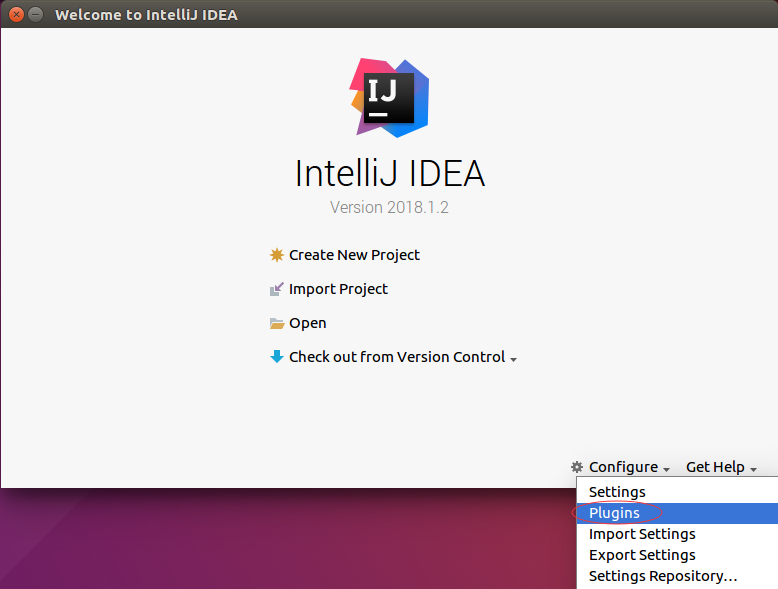 Welcome to IntelliJ IDEA
IJ
IntelliJ IDEA
Version 2018.1.2
Create New Project
Import Project
Open
Check out from Version Control
Configure Get Help
Settings
Plugins
Import Settings
Export Settings
Settings Repository...